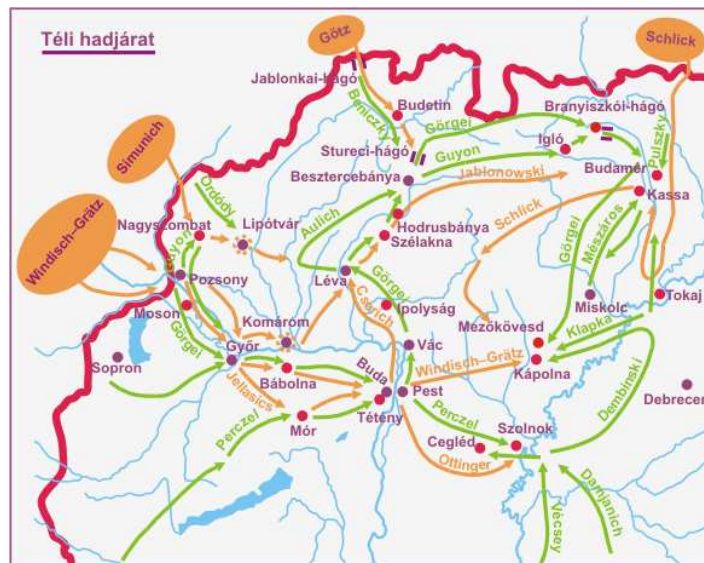 Téli hadjárat
Götz
Schlick
Jablonkai-hágó
Beniczky
Budetin
Görgei
Branyiszkói-hágó
Simunich
Stureci-hágó
Guyon
Igló
Pulszky
Ordódy
Besztercebánya
Jablonowski
Budamér
Kassa
Nagyszombat
Lipótvár
Aulich
Hodrusbánya
Szélakna
Schlick
Guyon
Windisch–Grätz
Pozsony
Léva
Görgei
Görgei
Mészáros
Moson
Komárom
Csorich
Ipolyság
Miskolc
Tokaj
Görgei
Mezőkövesd
Klapka
Sopron
Győr
Vác
Windisch–Grätz
Kápolna
Jellasics
Bábolna
Buda
Pest
Dembinski
Debrecen
Perczel
Mór
Tétény
Perczel
Cegléd
Szolnok
Ottinger
Vécsey
Damjanich